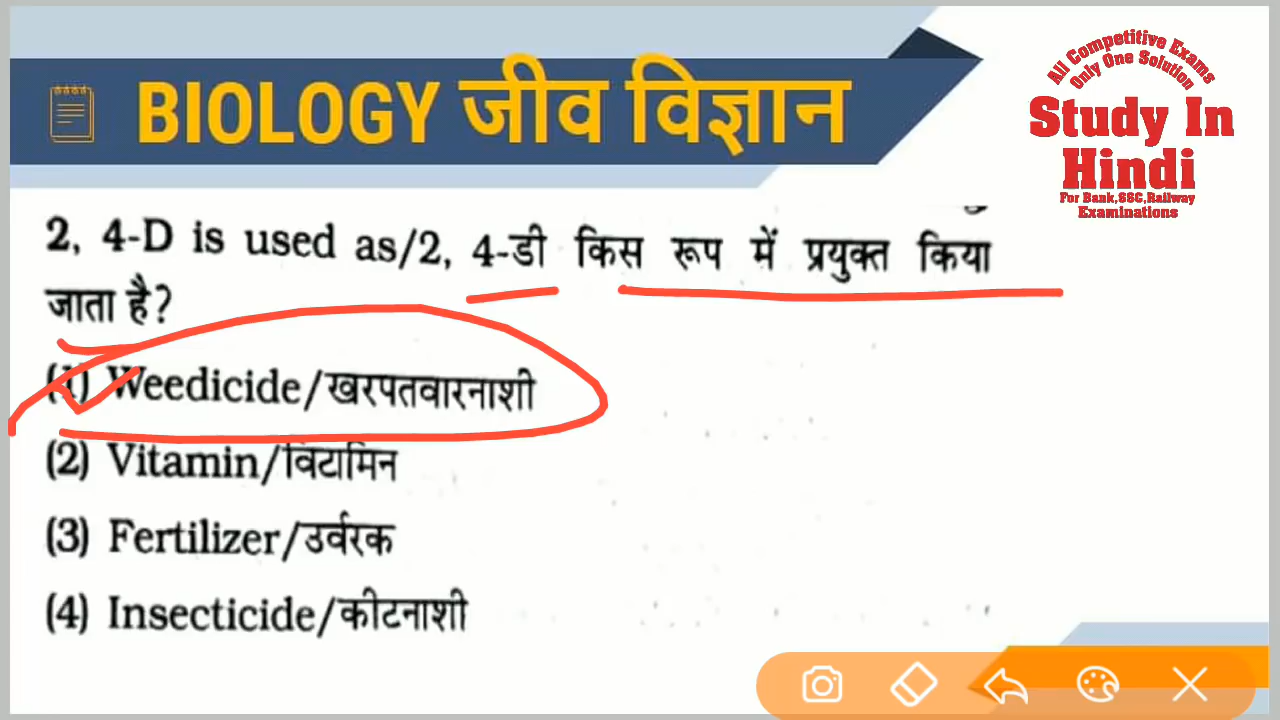 BIOLOGY जीव विज्ञान
All Competitive Exams
Only One Solution
Study In
Hindi
For Bank,SSC,Railway
Examinations
2, 4-D is used as/2, 4-डी किस रूप में प्रयुक्त किया
जाता है?
(1) Weedicide/खरपतवारनाशी
(2) Vitamin/विटामिन
(3) Fertilizer/उर्वरक
(4) Insecticide/कीटनाशी